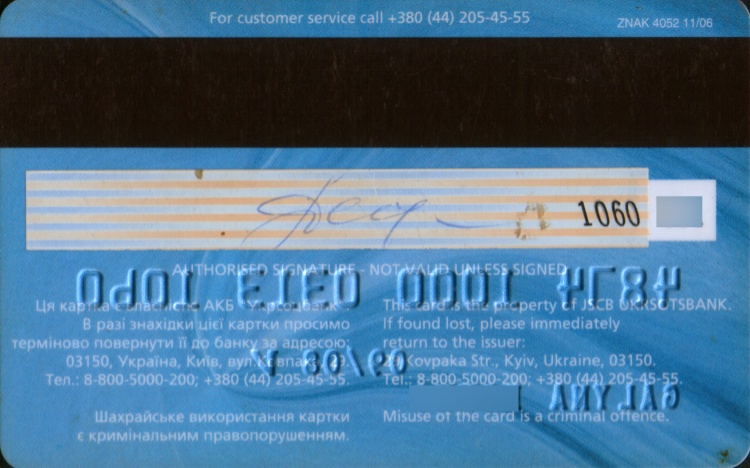 For customer service call +380 (44) 205-45-55
ZNAK 4052 11/06
1060
AUTHORISED SIGNATURE - NOT VALID UNLESS SIGNED
Ця картка є власністю АКБ "Укрсоцбанк".
В разі знахідки цієї картки просимо
терміново повернути її до банку за адресою:
03150, Україна, Київ, вул.Ковпака, 29.
Тел.: 8-800-5000-200; +380 (44) 205-45-55.
Шахрайське використання картки
є кримінальним правопорушенням.
This card is the property of JSCB UKRSOTSBANK.
If found lost, please immediately
return to the issuer:
29 Kovpaka Str., Kyiv, Ukraine, 03150.
Tel.: 8-800-5000-200; +380 (44) 205-45-55.
Misuse of the card is a criminal offence.